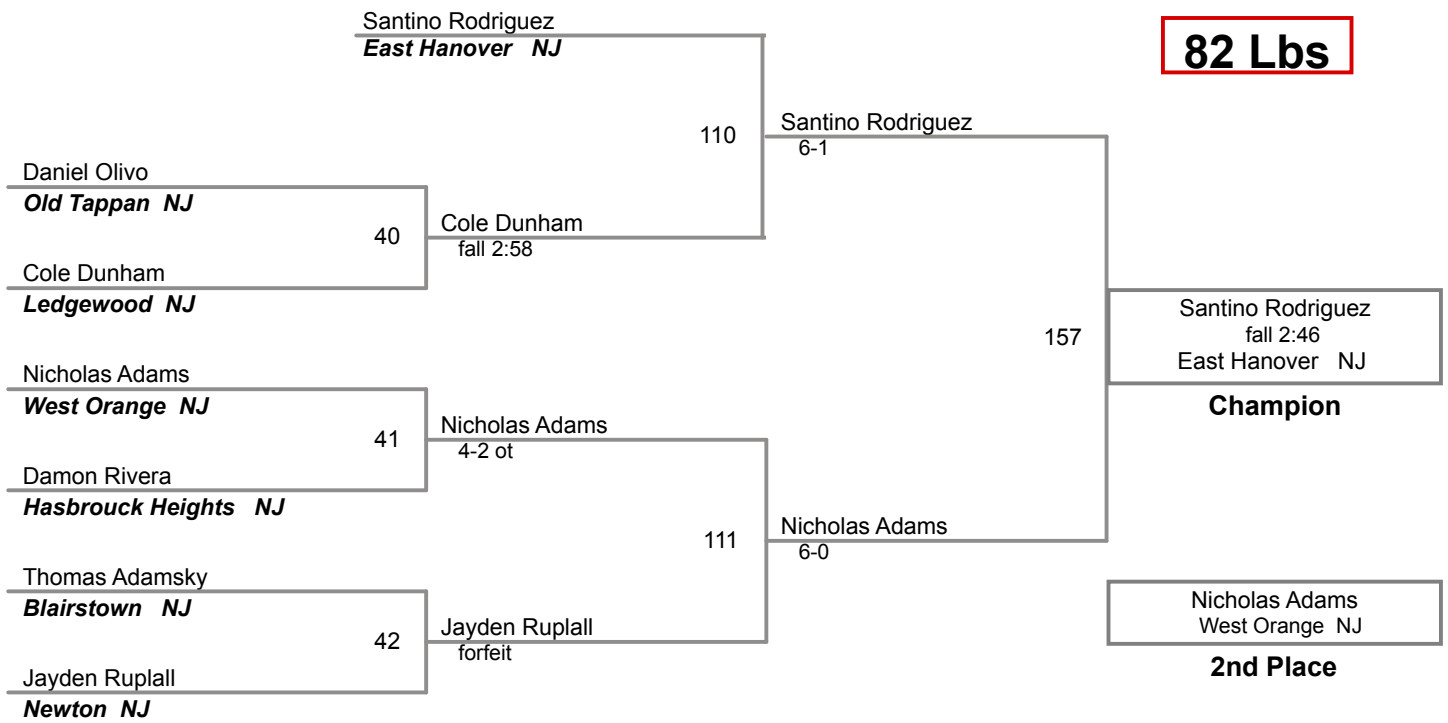 Santino Rodriguez
East Hanover NJ
82 Lbs
110
Santino Rodriguez
6-1
Daniel Olivo
Old Tappan NJ
40
Cole Dunham
fall 2:58
Cole Dunham
Ledgewood NJ
157
Santino Rodriguez
fall 2:46
East Hanover NJ
Champion
Nicholas Adams
West Orange NJ
41
Nicholas Adams
4-2 ot
Damon Rivera
Hasbrouck Heights NJ
111
Nicholas Adams
6-0
Thomas Adamsky
Blairstown NJ
42
Jayden Ruplall
forfeit
Jayden Ruplall
Newton NJ
Nicholas Adams
West Orange NJ
2nd Place